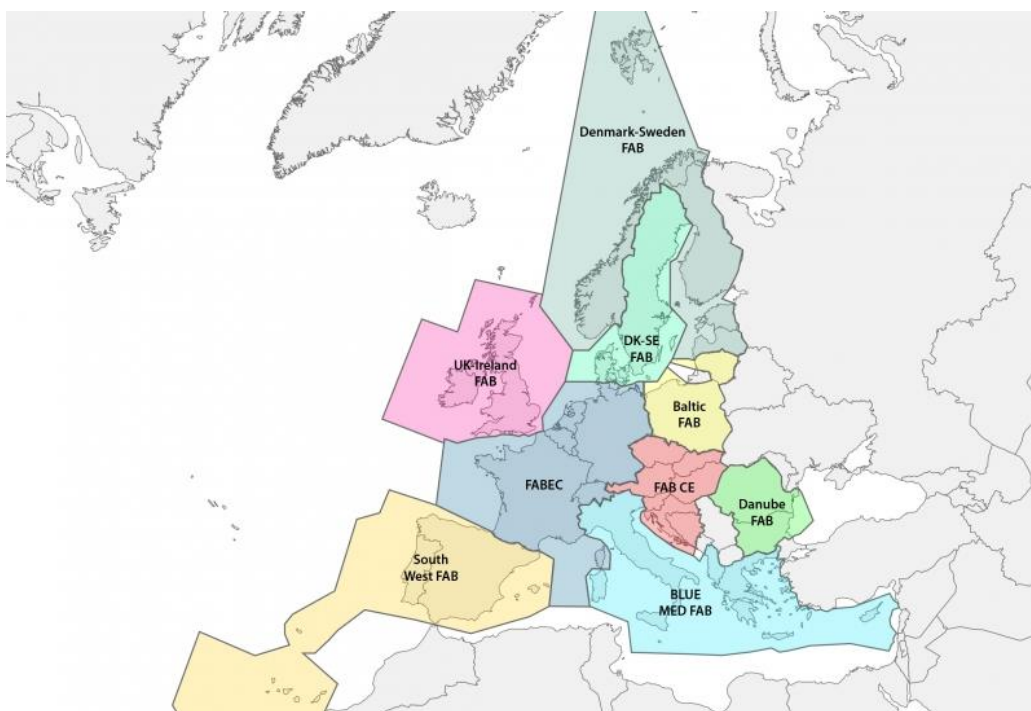 Denmark-Sweden
FAB
DK-SE
FAB
UK-Ireland
FAB
Baltic
FAB
FABEC
FAB CE
Danube
FAB
South
West FAB
BLUE
MED FAB